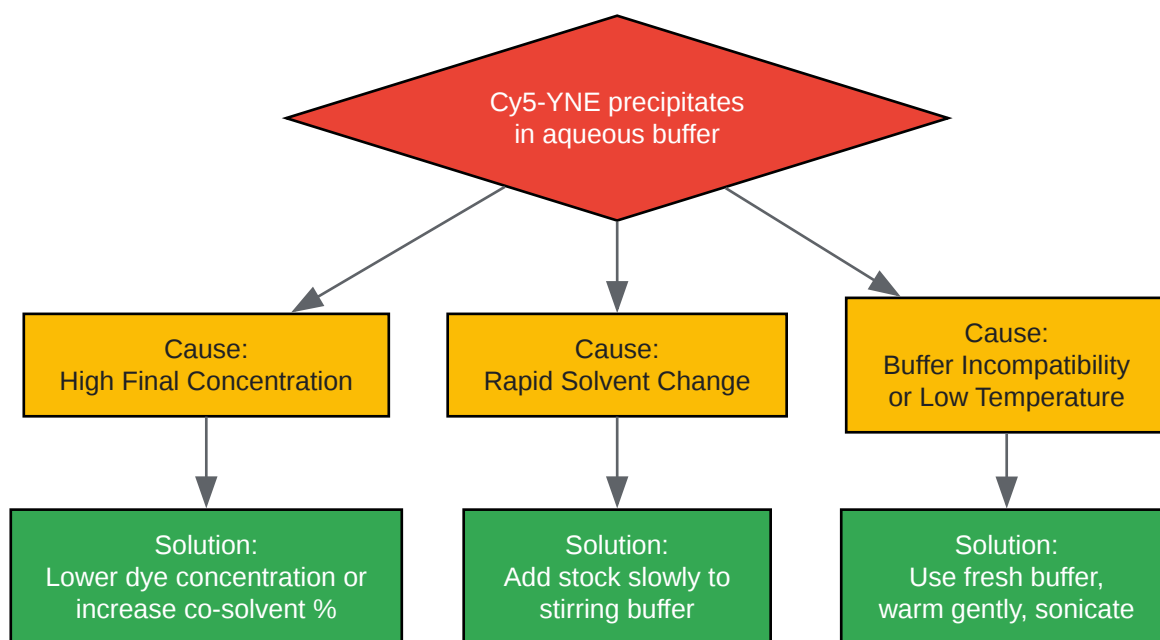 Cy5-YNE precipitates
in aqueous buffer
Cause:
High Final Concentration
Cause:
Rapid Solvent Change
Cause:
Buffer Incompatibility
or Low Temperature
Solution:
Lower dye concentration or
increase co-solvent %
Solution:
Add stock slowly to
stirring buffer
Solution:
Use fresh buffer,
warm gently, sonicate